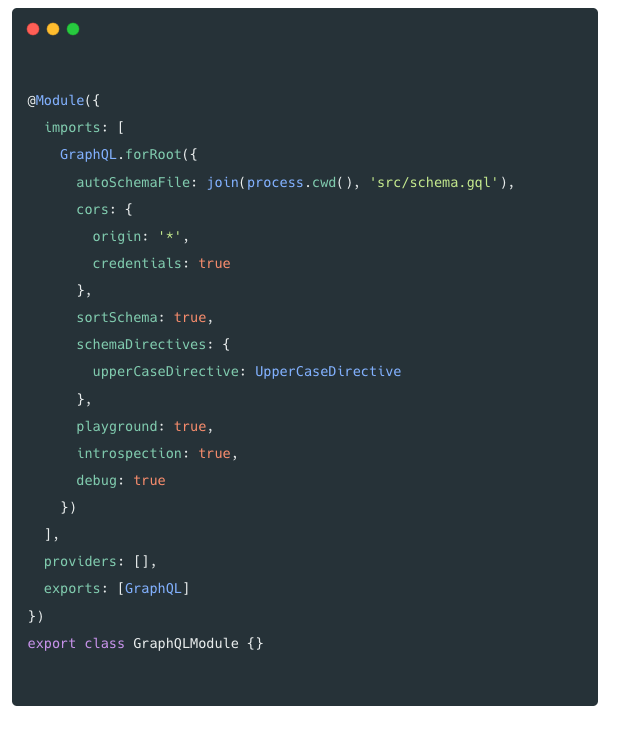 @Module({
  imports: [
    GraphQL.forRoot({
      autoSchemaFile: join(process.cwd(), 'src/schema.gql'),
      cors: {
        origin: '*',
        credentials: true
      },
      sortSchema: true,
      schemaDirectives: {
        upperCaseDirective: UpperCaseDirective
      },
      playground: true,
      introspection: true,
      debug: true
    })
  ],
  providers: [],
  exports: [GraphQL]
})
export class GraphQLModule {}